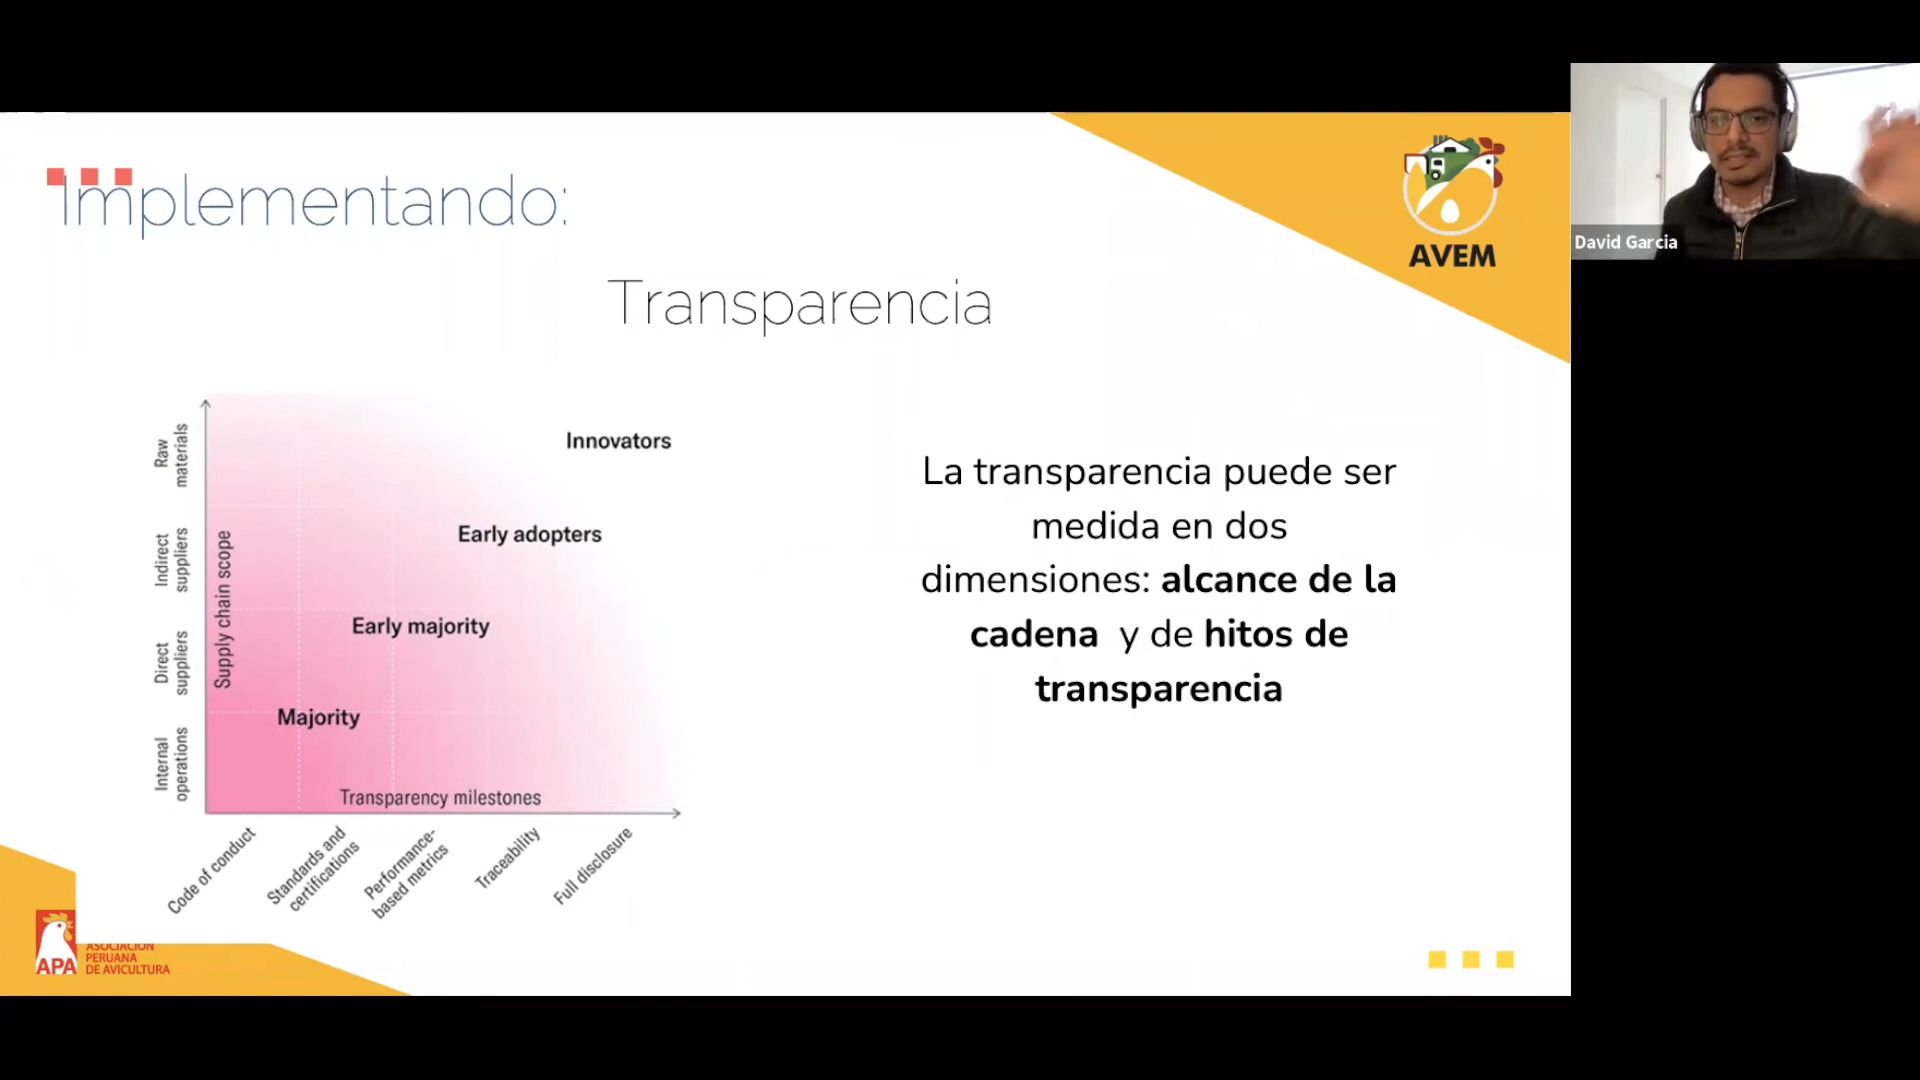 Implementando:
AVEM
David Garcia
Transparencia
Raw
materials
Indirect
suppliers
Direct
suppliers
Internal
operations
Supply chain scope
Innovators
Early adopters
Early majority
Majority
Transparency milestones
Code of conduct
Standards and
certifications
Performance-
based metrics
Traceability
Full disclosure
La transparencia puede ser
medida en dos
dimensiones: alcance de la
cadena y de hitos de
transparencia
APA
ASOCIACIÓN
PERUANA
DE AVICULTURA